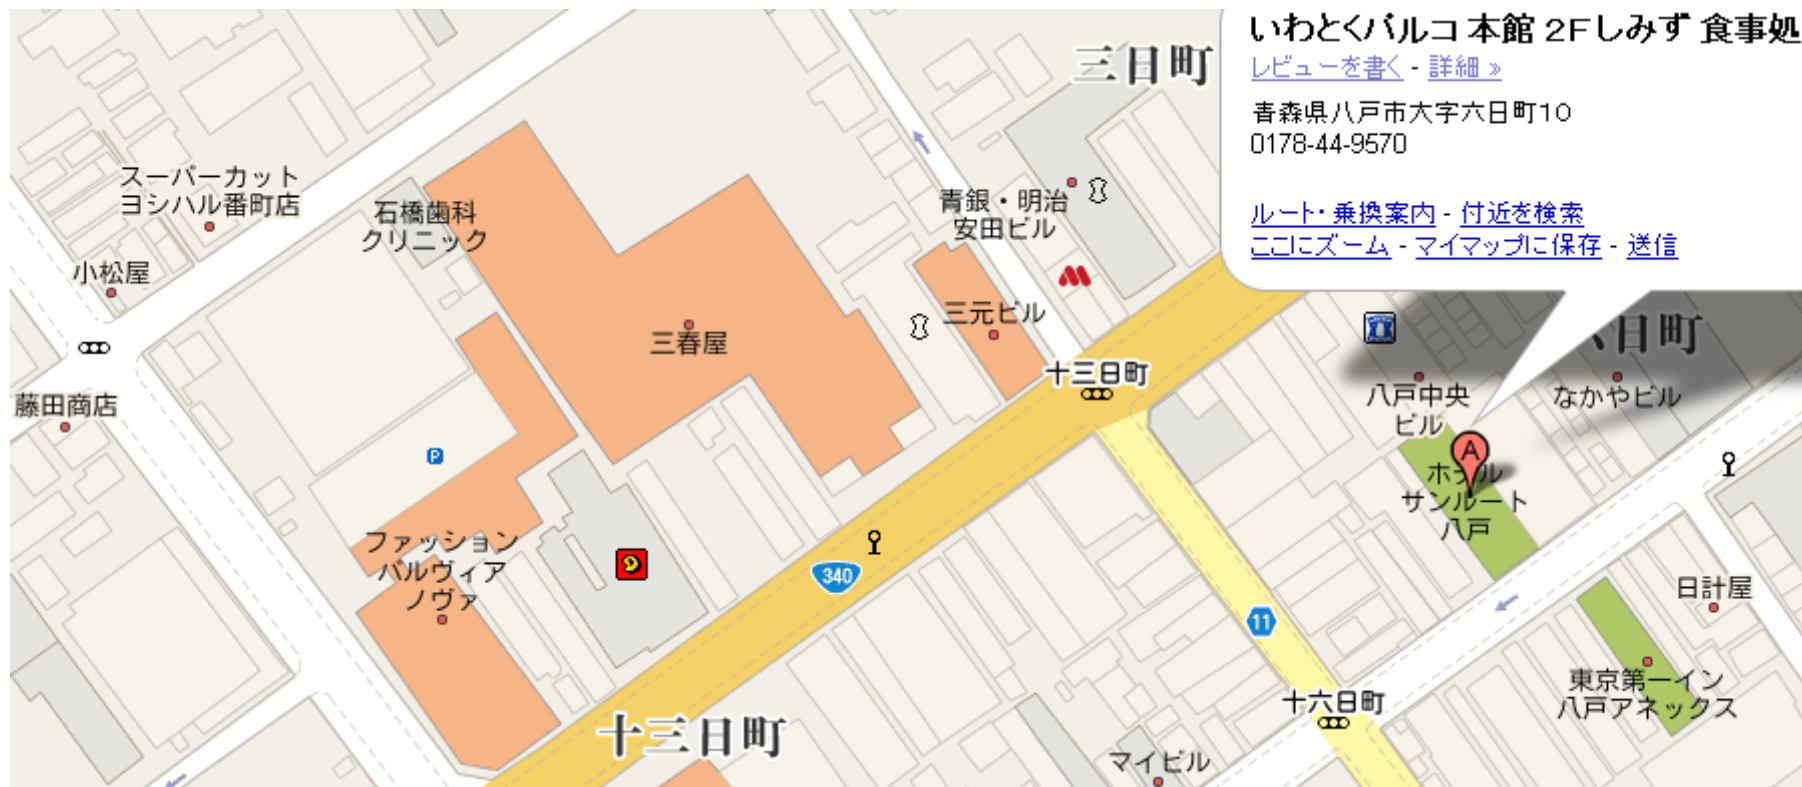 いわとくパルコ 本館 2Fしみず 食事処
レビューを書く - 詳細 »
青森県八戸市大字六日町10
0178-44-9570
ルート・乗換案内 - 付近を検索
ここにズーム - マイマップに保存 - 送信
三日町
スーパーカット
ヨシハル番町店
石橋歯科
クリニック
青銀・明治
安田ビル
小松屋
三元ビル
三春屋
日町
十三日町
藤田商店
八戸中央
ビル
なかやビル
P
A
ホテル
サンルート
八戸
ファッション
パルヴィア
ノヴァ
340
11
日計屋
東京第一イン
八戸アネックス
十六日町
十三日町
マイビル